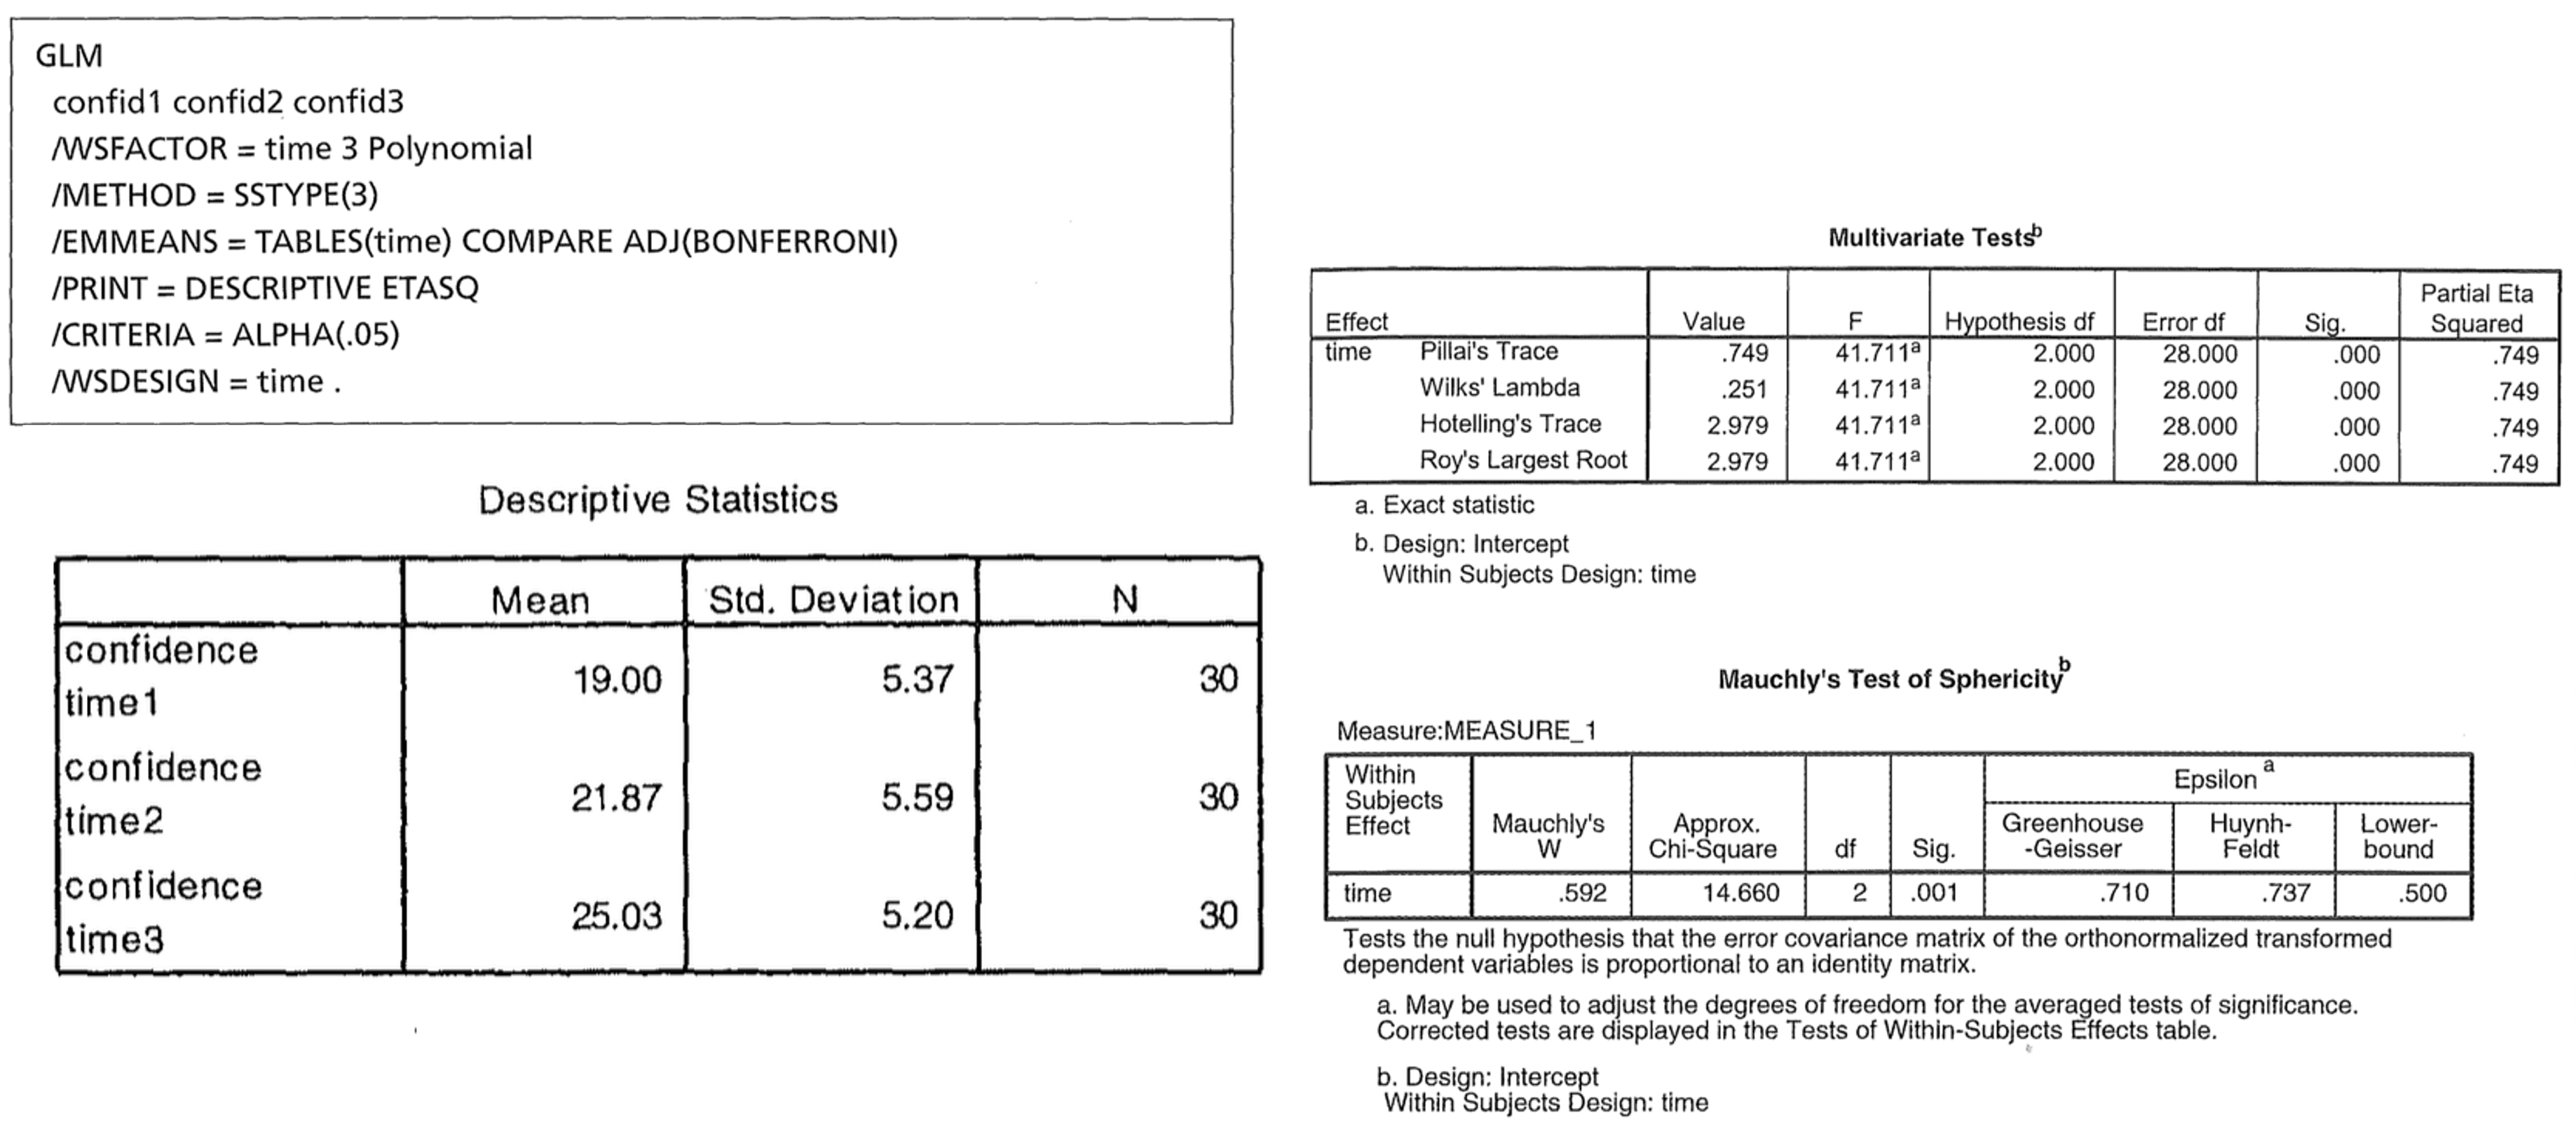 GLM
confid1 confid2 confid3
/WSFACTOR = time 3 Polynomial
/METHOD = SSTYPE(3)
/EMMEANS = TABLES(time) COMPARE ADJ(BONFERRONI)
/PRINT = DESCRIPTIVE ETASQ
/CRITERIA = ALPHA(.05)
/WSDESIGN = time .
Descriptive Statistics
Mean Std. Deviation N
confidence
time1 19.00 5.37 30
confidence
time2 21.87 5.59 30
confidence
time3 25.03 5.20 30
Multivariate Testsb
Partial Eta
Effect Value F Hypothesis df Error df Sig. Squared
time Pillai's Trace .749 41.711a 2.000 28.000 .000 .749
Wilks' Lambda .251 41.711a 2.000 28.000 .000 .749
Hotelling's Trace 2.979 41.711a 2.000 28.000 .000 .749
Roy's Largest Root 2.979 41.711a 2.000 28.000 .000 .749
a. Exact statistic
b. Design: Intercept
Within Subjects Design: time
Mauchly's Test of Sphericityb
Measure:MEASURE_1
Within Epsilon a
Subjects
Effect Mauchly's Approx. Greenhouse Huynh- Lower-
W Chi-Square df Sig. -Geisser Feldt bound
time .592 14.660 2 .001 .710 .737 .500
Tests the null hypothesis that the error covariance matrix of the orthonormalized transformed
dependent variables is proportional to an identity matrix.
a. May be used to adjust the degrees of freedom for the averaged tests of significance.
Corrected tests are displayed in the Tests of Within-Subjects Effects table.
b. Design: Intercept
Within Subjects Design: time